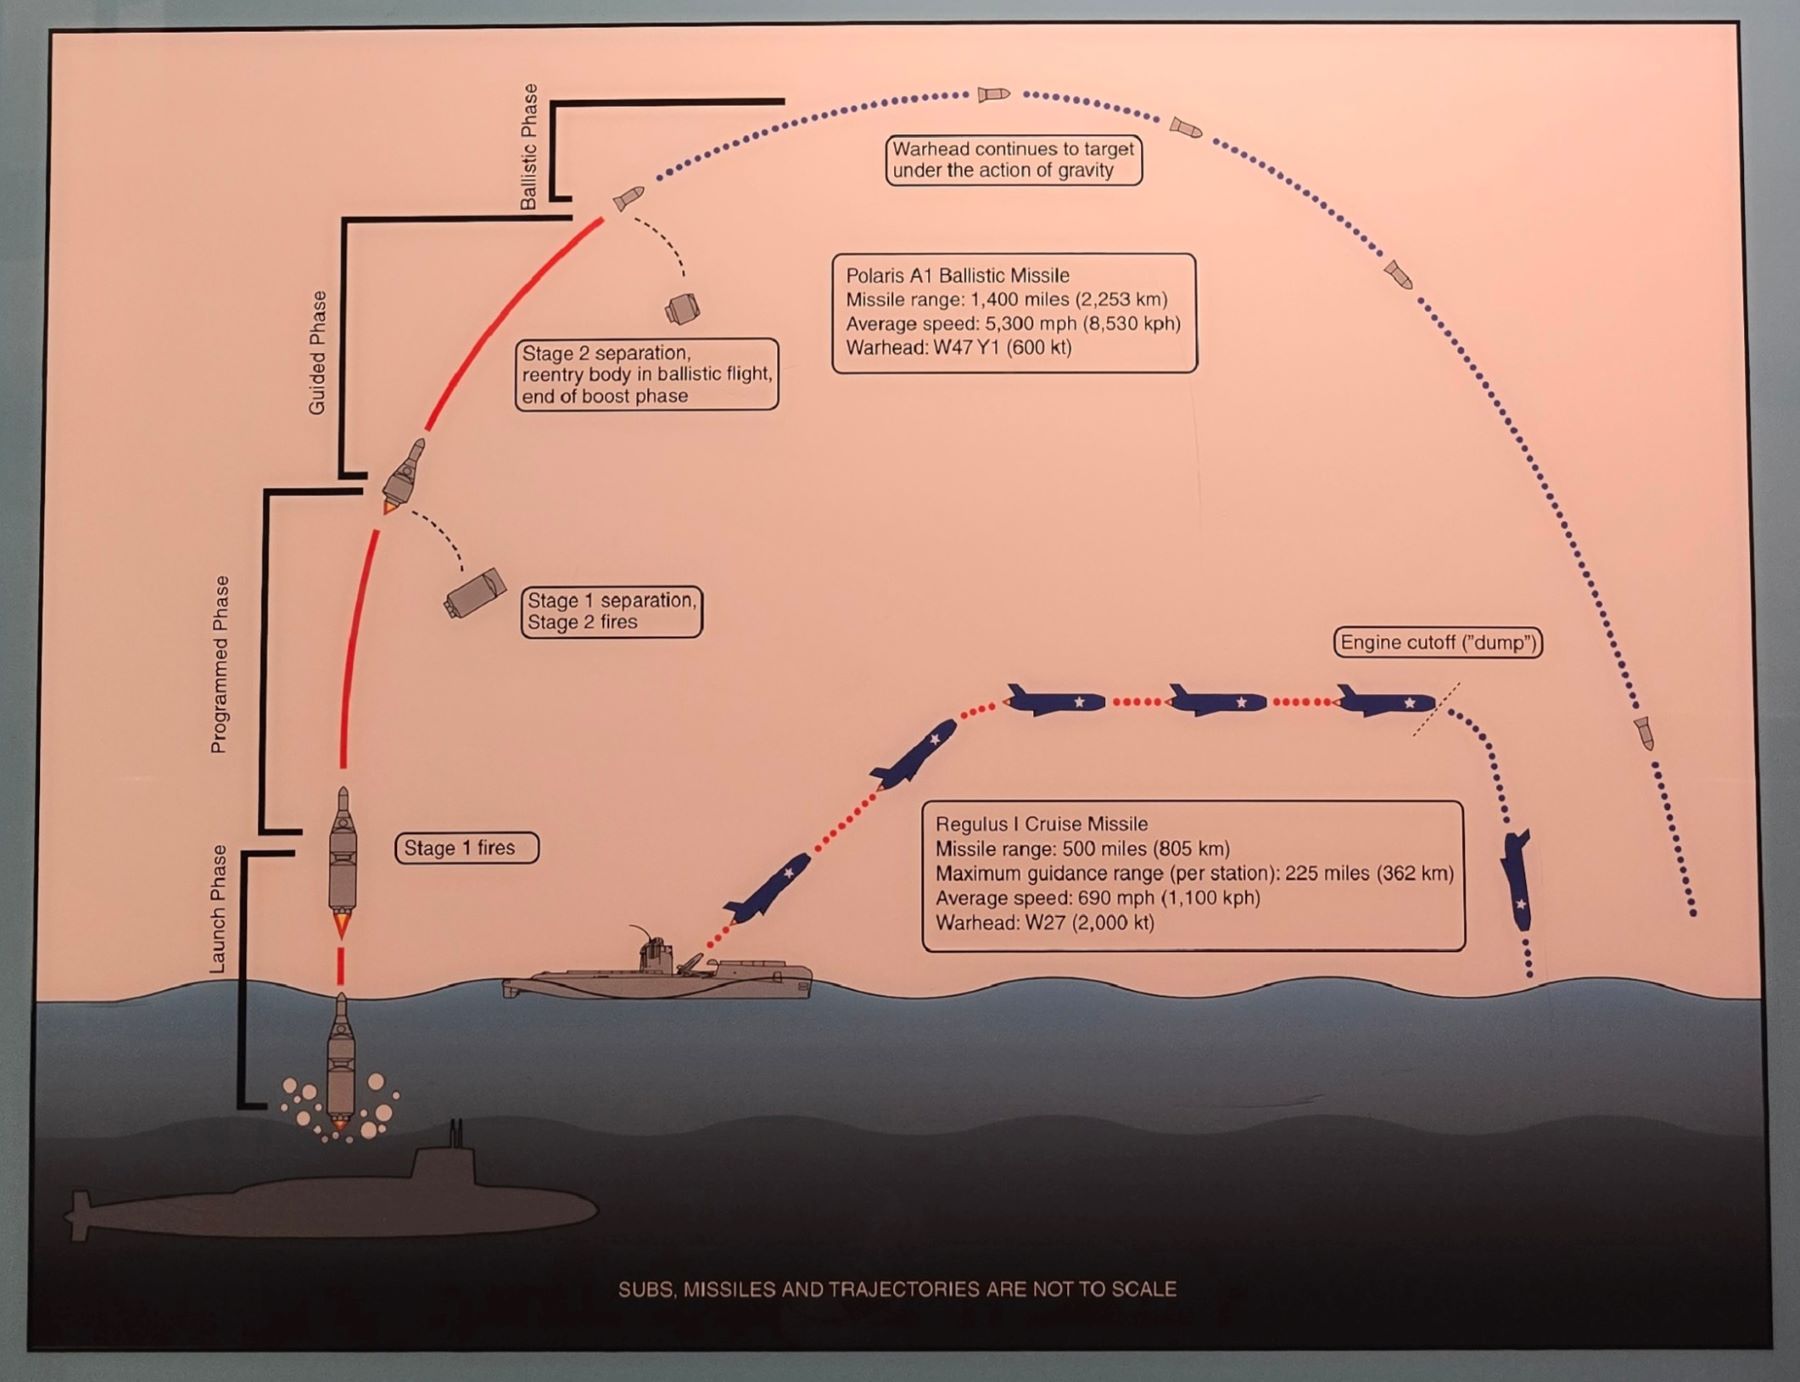 Ballistic Phase
Warhead continues to target
under the action of gravity
Guided Phase
Polaris A1 Ballistic Missile
Missile range: 1,400 miles (2,253 km)
Average speed: 5,300 mph (8,530 kph)
Warhead: W47 Y1 (600 kt)
Stage 2 separation,
reentry body in ballistic flight,
end of boost phase
Programmed Phase
Stage 1 separation,
Stage 2 fires
Engine cutoff ("dump")
Launch Phase
Stage 1 fires
Regulus I Cruise Missile
Missile range: 500 miles (805 km)
Maximum guidance range (per station): 225 miles (362 km)
Average speed: 690 mph (1,100 kph)
Warhead: W27 (2,000 kt)
SUBS, MISSILES AND TRAJECTORIES ARE NOT TO SCALE